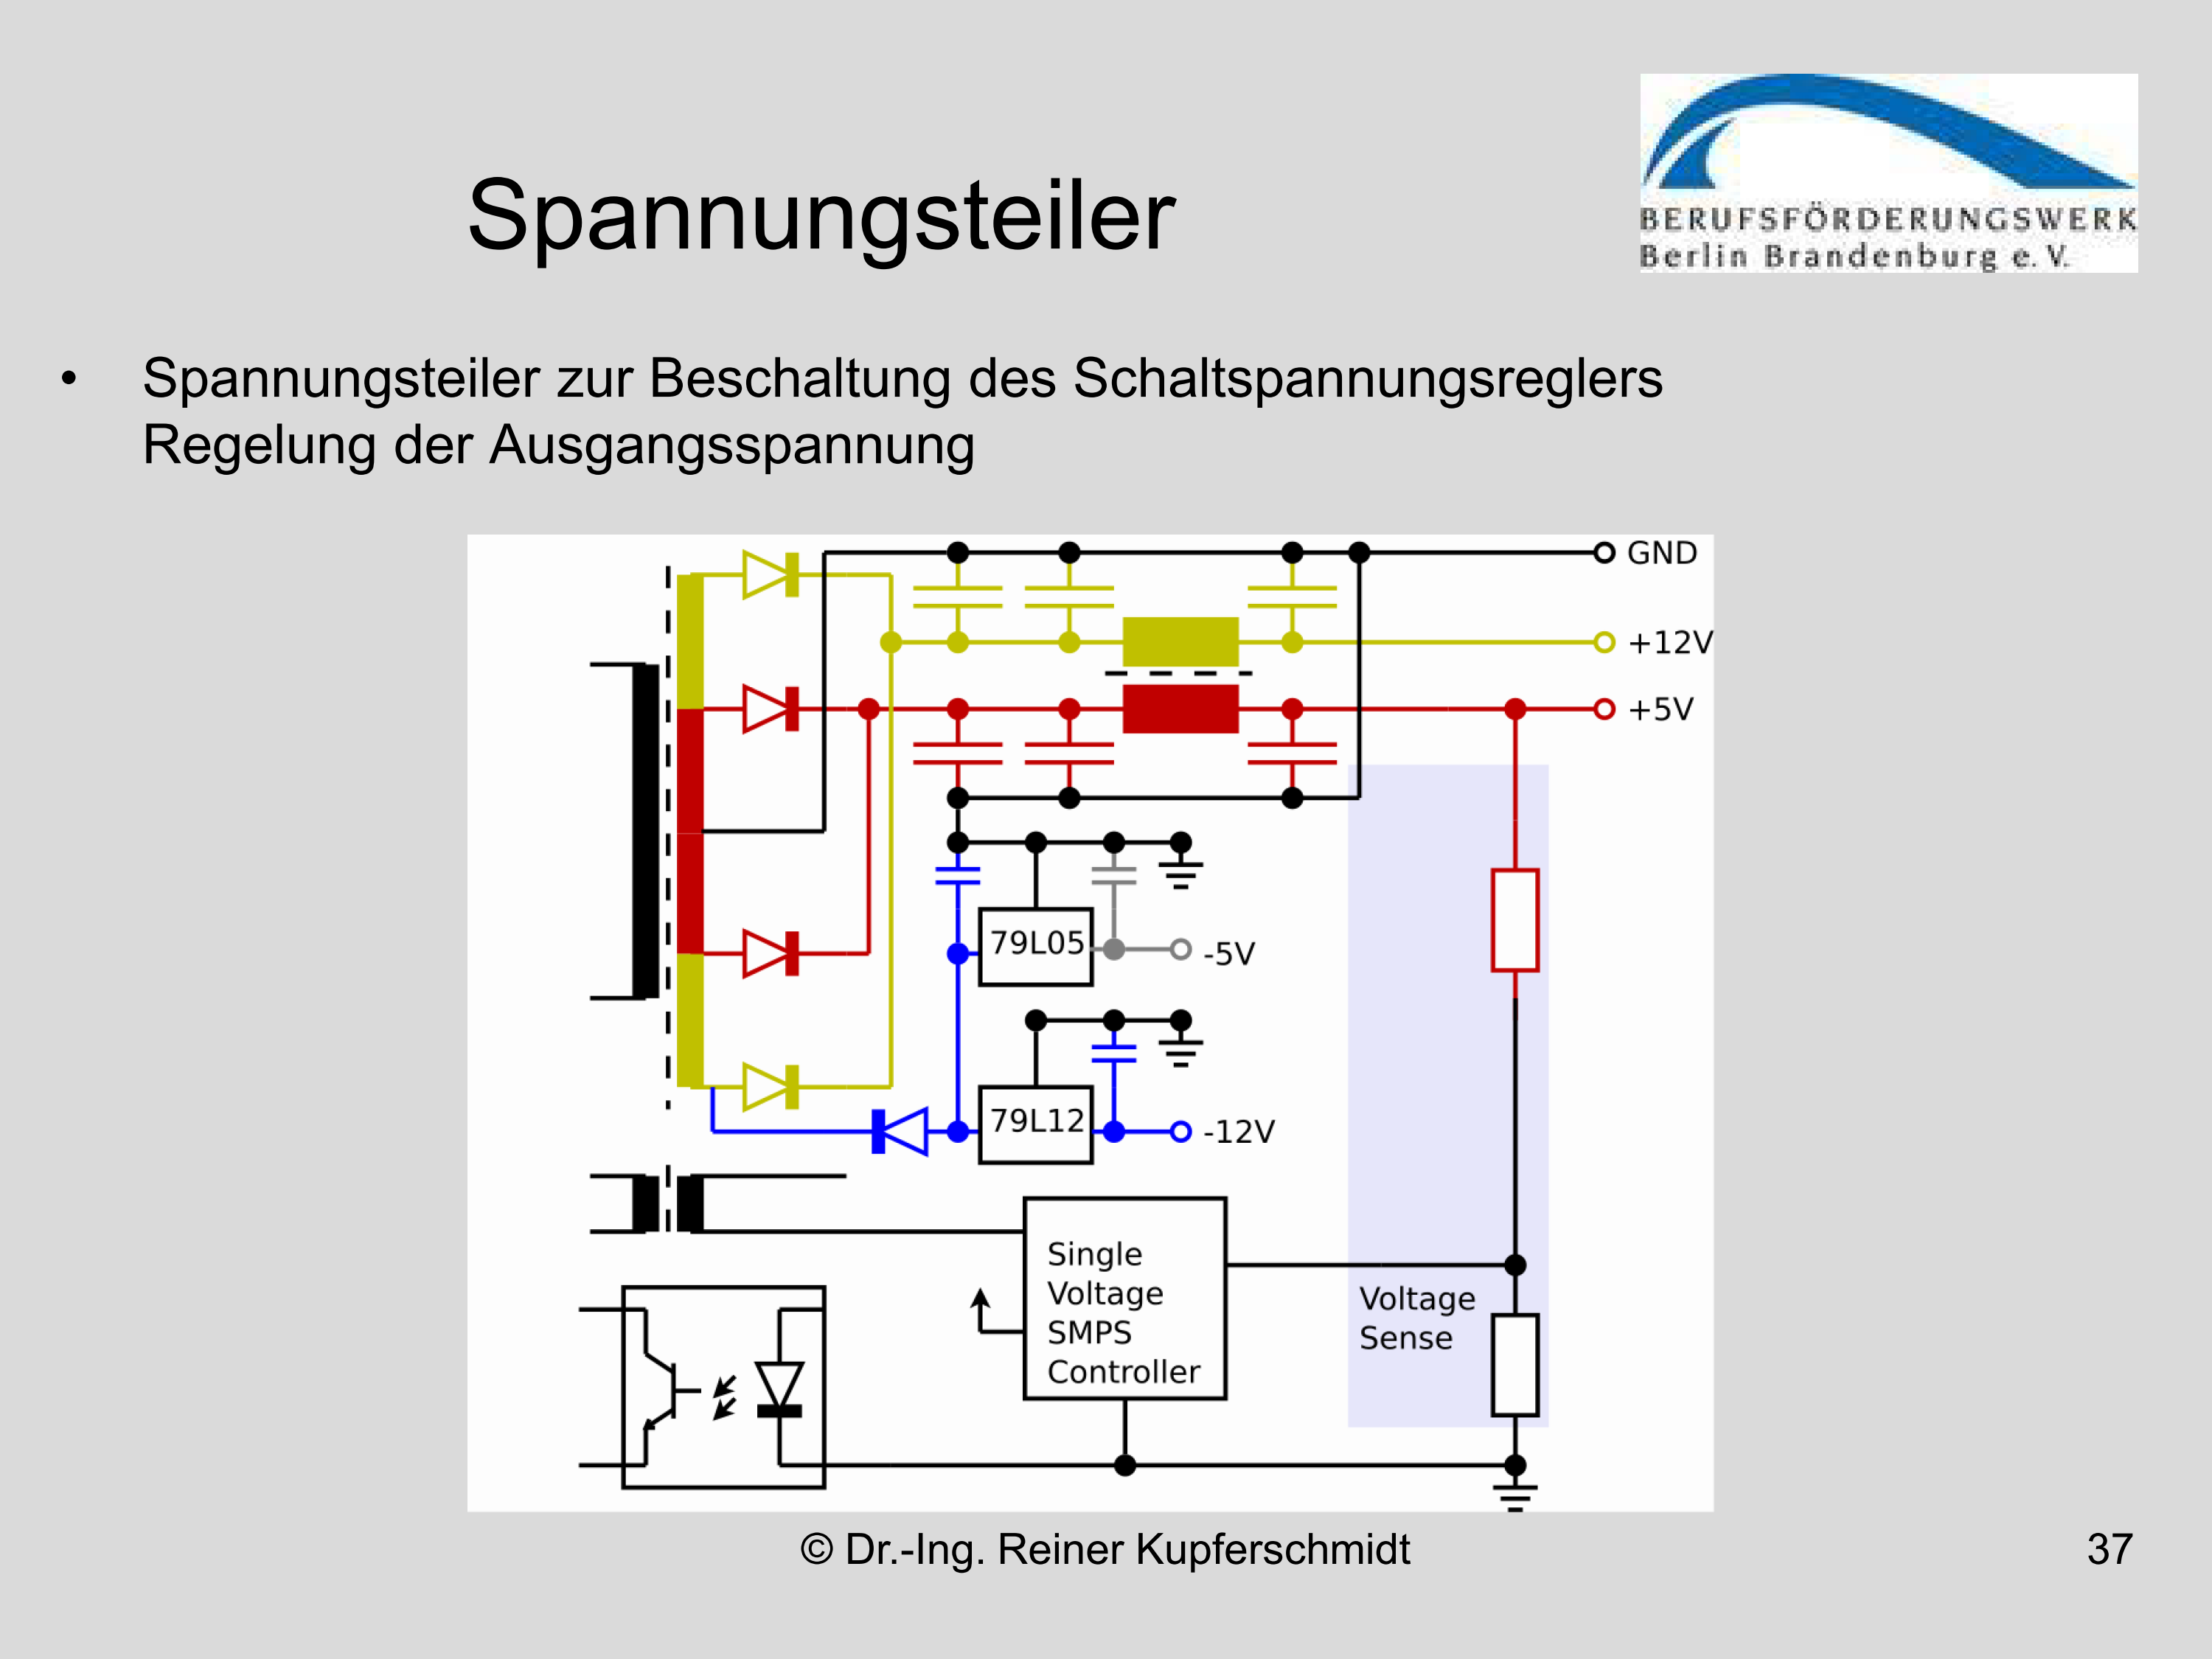 Spannungsteiler
BERUFSFÖRDERUNGSWERK
Berlin Brandenburg e. V.
• Spannungsteiler zur Beschaltung des Schaltspannungsreglers
Regelung der Ausgangsspannung
GND
+12V
+5V
79L05
-5V
79L12
-12V
Single
Voltage
SMPS
Controller
Voltage
Sense
© Dr.-Ing. Reiner Kupferschmidt
37